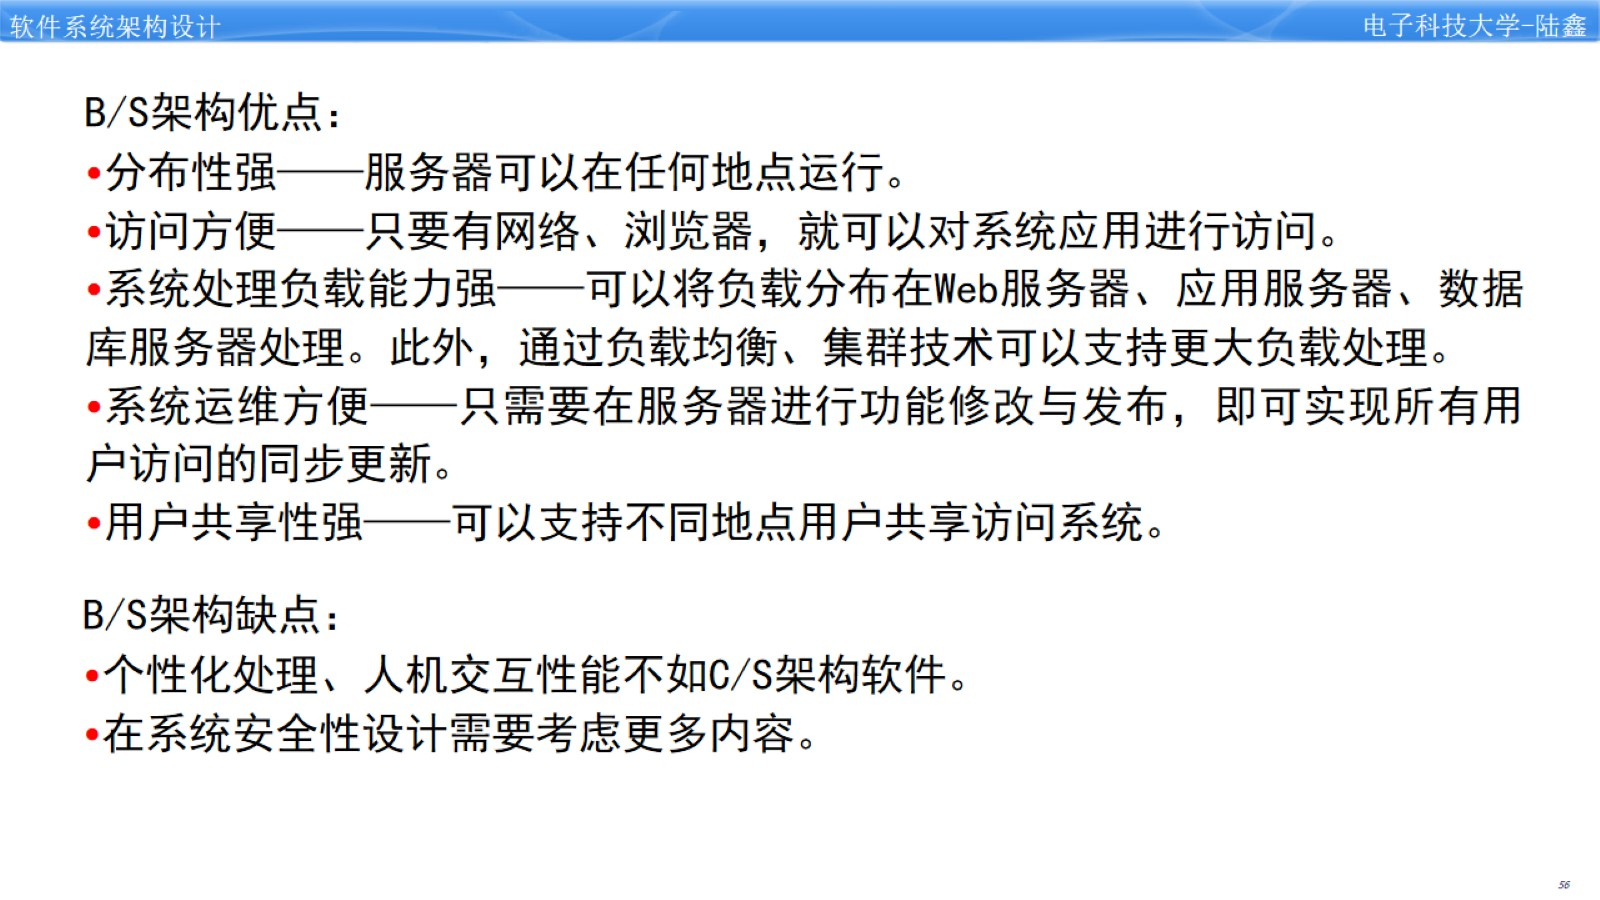 软件系统架构设计
电子科技大学-陆鑫
B/S架构优点：
•分布性强——服务器可以在任何地点运行。
•访问方便——只要有网络、浏览器，就可以对系统应用进行访问。
•系统处理负载能力强——可以将负载分布在Web服务器、应用服务器、数据
库服务器处理。此外，通过负载均衡、集群技术可以支持更大负载处理。
•系统运维方便——只需要在服务器进行功能修改与发布，即可实现所有用
户访问的同步更新。
•用户共享性强——可以支持不同地点用户共享访问系统。
B/S架构缺点：
•个性化处理、人机交互性能不如C/S架构软件。
•在系统安全性设计需要考虑更多内容。
56